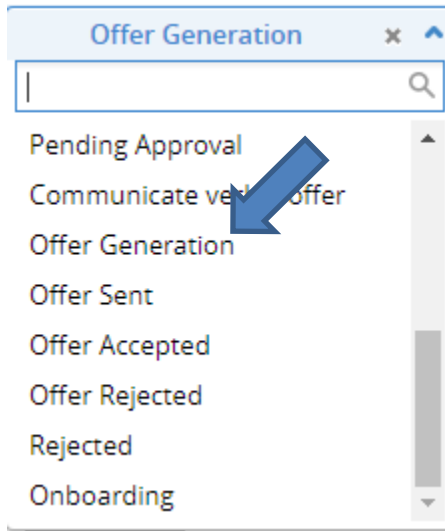 Offer Generation
Pending Approval
Communicate offer
Offer Generation
Offer Sent
Offer Accepted
Offer Rejected
Rejected
Onboarding